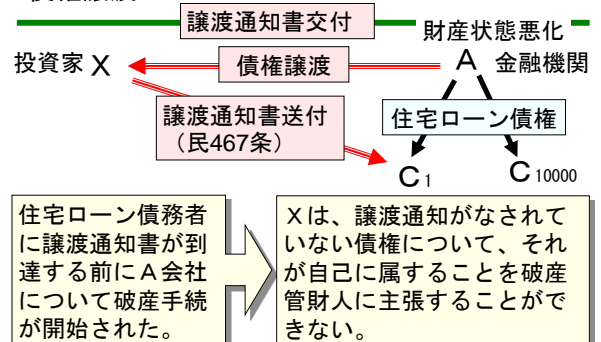 譲渡通知書交付
財産状態悪化
投資家 X
債権譲渡
A 金融機関
譲渡通知書送付
（民467条）
住宅ローン債権
C1
C10000
住宅ローン債務者
に譲渡通知書が到
達する前にＡ会社
について破産手続
が開始された。
Ｘは、譲渡通知がなされて
いない債権について、それ
が自己に属することを破産
管財人に主張することがで
きない。